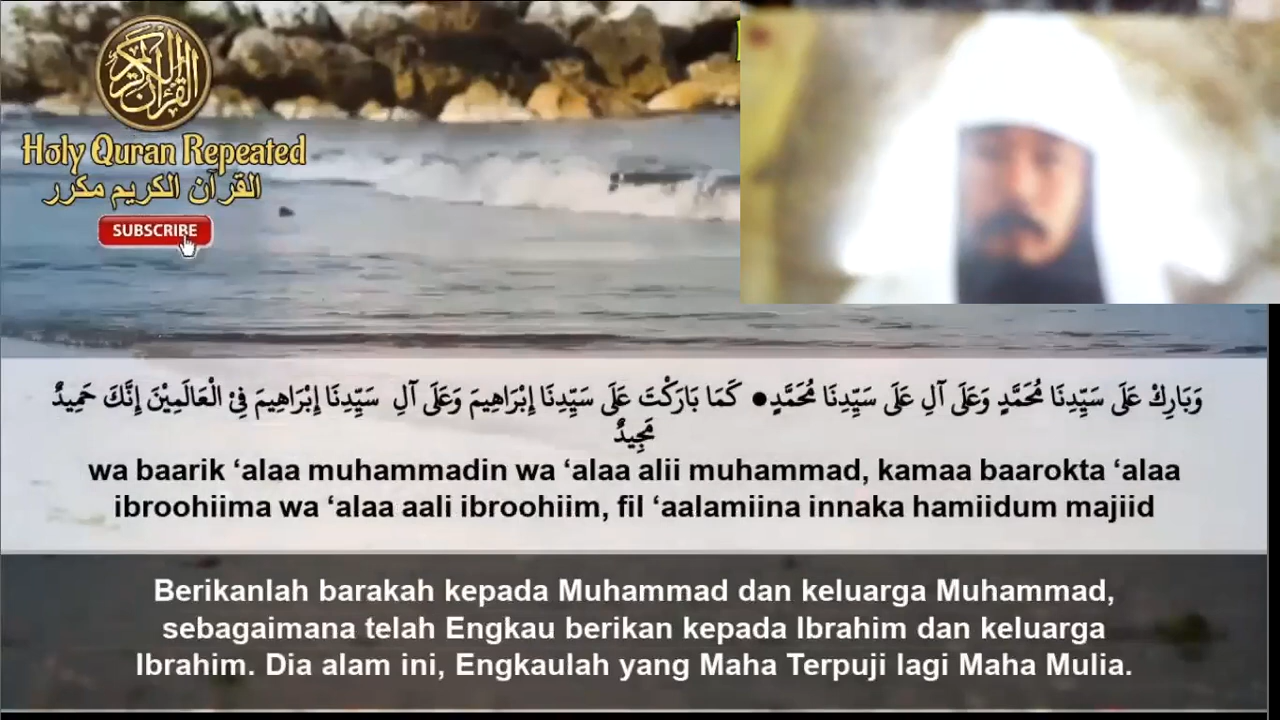 القرآن الكريم
Holy Quran Repeated
القرآن الكريم مكرر
SUBSCRIBE
وَبَارِكْ عَلَى سَيِّدِنَا مُحَمَّدٍ وَعَلَى آلِ عَلَى سَيِّدِنَا مُحَمَّدٍ● كَمَا بَارَكْتَ عَلَى سَيِّدِنَا إِبْرَاهِيمَ وَعَلَى آلِ سَيِّدِنَا إِبْرَاهِيمَ فِيْ الْعَالَمِيْنَ إِنَّكَ حَمِيدٌ
مَجِيدٌ
wa baarik ‘alaa muhammadin wa ‘alaa alii muhammad, kamaa baarokta ‘alaa
ibroohiima wa ‘alaa aali ibroohiim, fil ‘aalamiina innaka hamiidum majiid
Berikanlah barakah kepada Muhammad dan keluarga Muhammad,
sebagaimana telah Engkau berikan kepada Ibrahim dan keluarga
Ibrahim. Dia alam ini, Engkaulah yang Maha Terpuji lagi Maha Mulia.